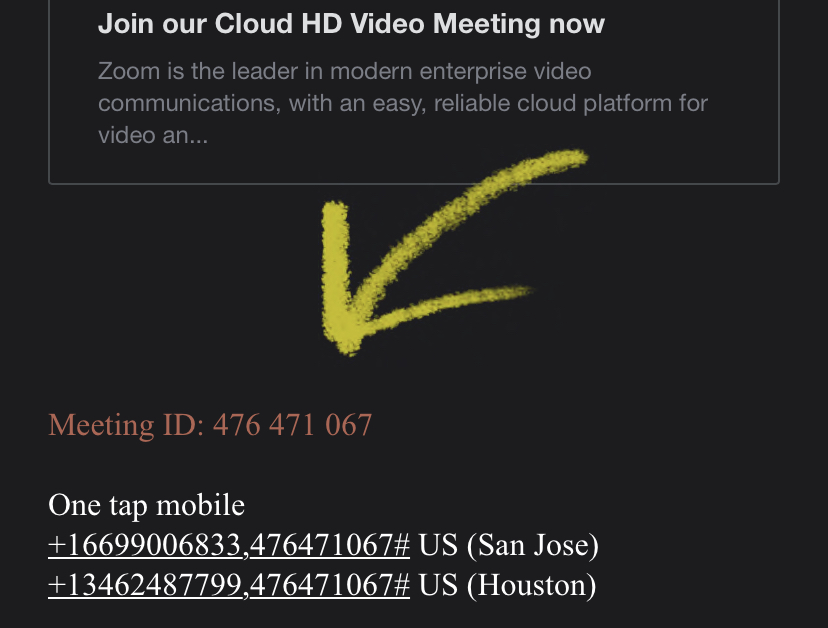 Join our Cloud HD Video Meeting now
Zoom is the leader in modern enterprise video
communications, with an easy, reliable cloud platform for
video an...
Meeting ID: 476 471 067
One tap mobile
+16699006833,476471067# US (San Jose)
+13462487799,476471067# US (Houston)